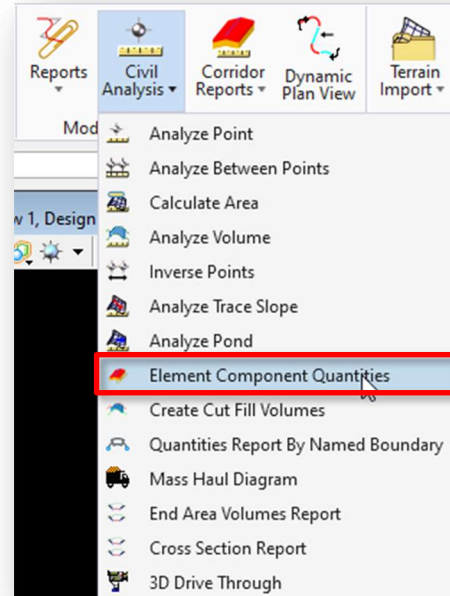 Reports
Civil
Analysis
Corridor
Reports
Dynamic
Plan View
Terrain
Import
Mod
Analyze Point
Analyze Between Points
Calculate Area
w 1, Design
Analyze Volume
Inverse Points
Analyze Trace Slope
Analyze Pond
Element Component Quantities
Create Cut Fill Volumes
Quantities Report By Named Boundary
Mass Haul Diagram
End Area Volumes Report
Cross Section Report
3D Drive Through